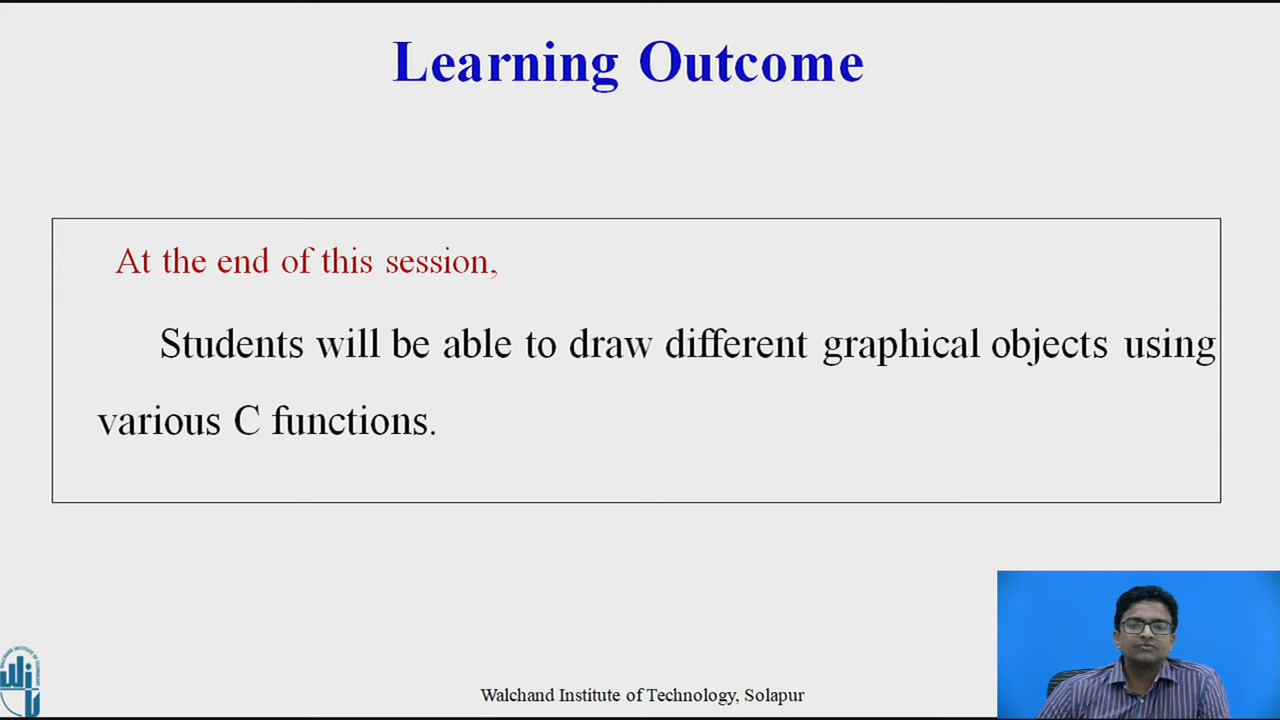 Learning Outcome
At the end of this session,
Students will be able to draw different graphical objects using
various C functions.
Walchand Institute of Technology, Solapur